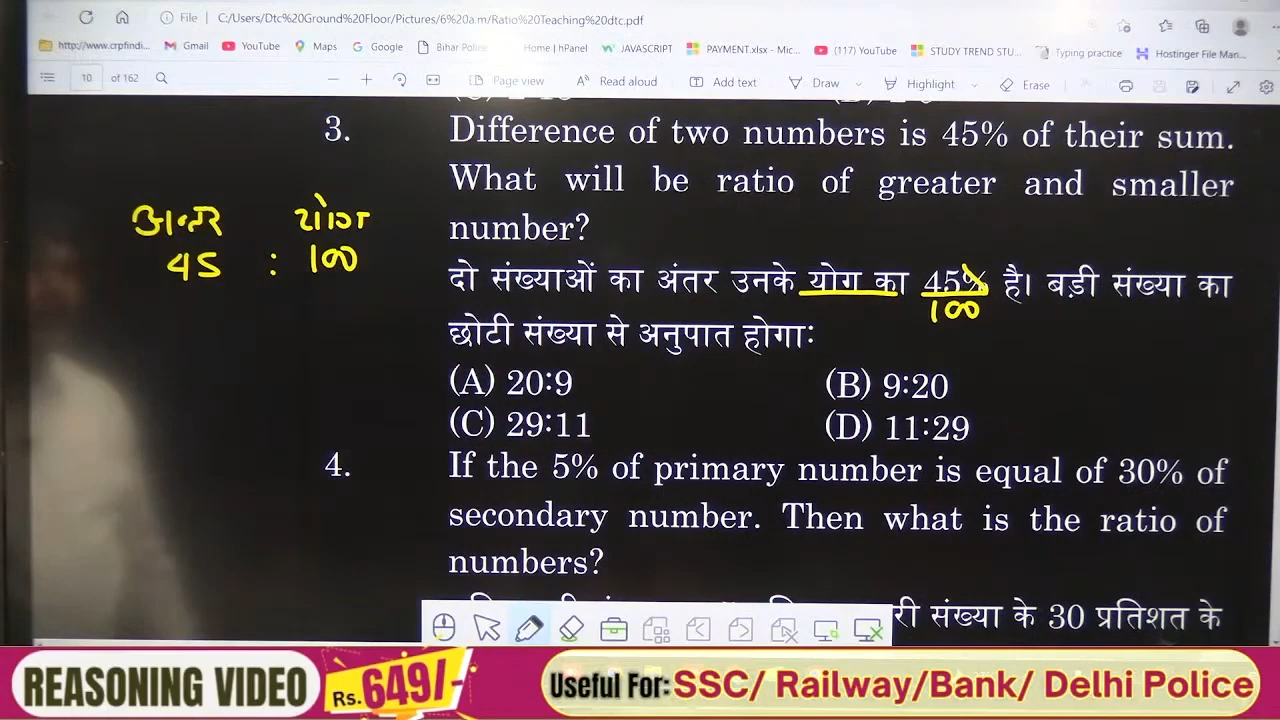 File C:/Users/Dtc%20Ground%20Floor/Pictures/6%20a.m/Ratio%20Teaching%20dtc.pdf
http://www.crpfindi... Gmail YouTube Maps Google Bihar Police Home | hPanel JAVASCRIPT PAYMENT.xlsx - Mic... (117) YouTube STUDY TREND STU... Typing practice Hostinger File Man...
10 of 162 Page view Read aloud Add text Draw Highlight Erase
3. Difference of two numbers is 45% of their sum.
What will be ratio of greater and smaller
number?
अन्तर योग
45 : 100
दो संख्याओं का अंतर उनके योग का 45% है। बड़ी संख्या का
100
छोटी संख्या से अनुपात होगाः
(A) 20:9 (B) 9:20
(C) 29:11 (D) 11:29
4. If the 5% of primary number is equal of 30% of
secondary number. Then what is the ratio of
numbers?
री संख्या के 30 प्रतिशत के
REASONING VIDEO Rs. 649/- Useful For: SSC/ Railway/Bank/ Delhi Police